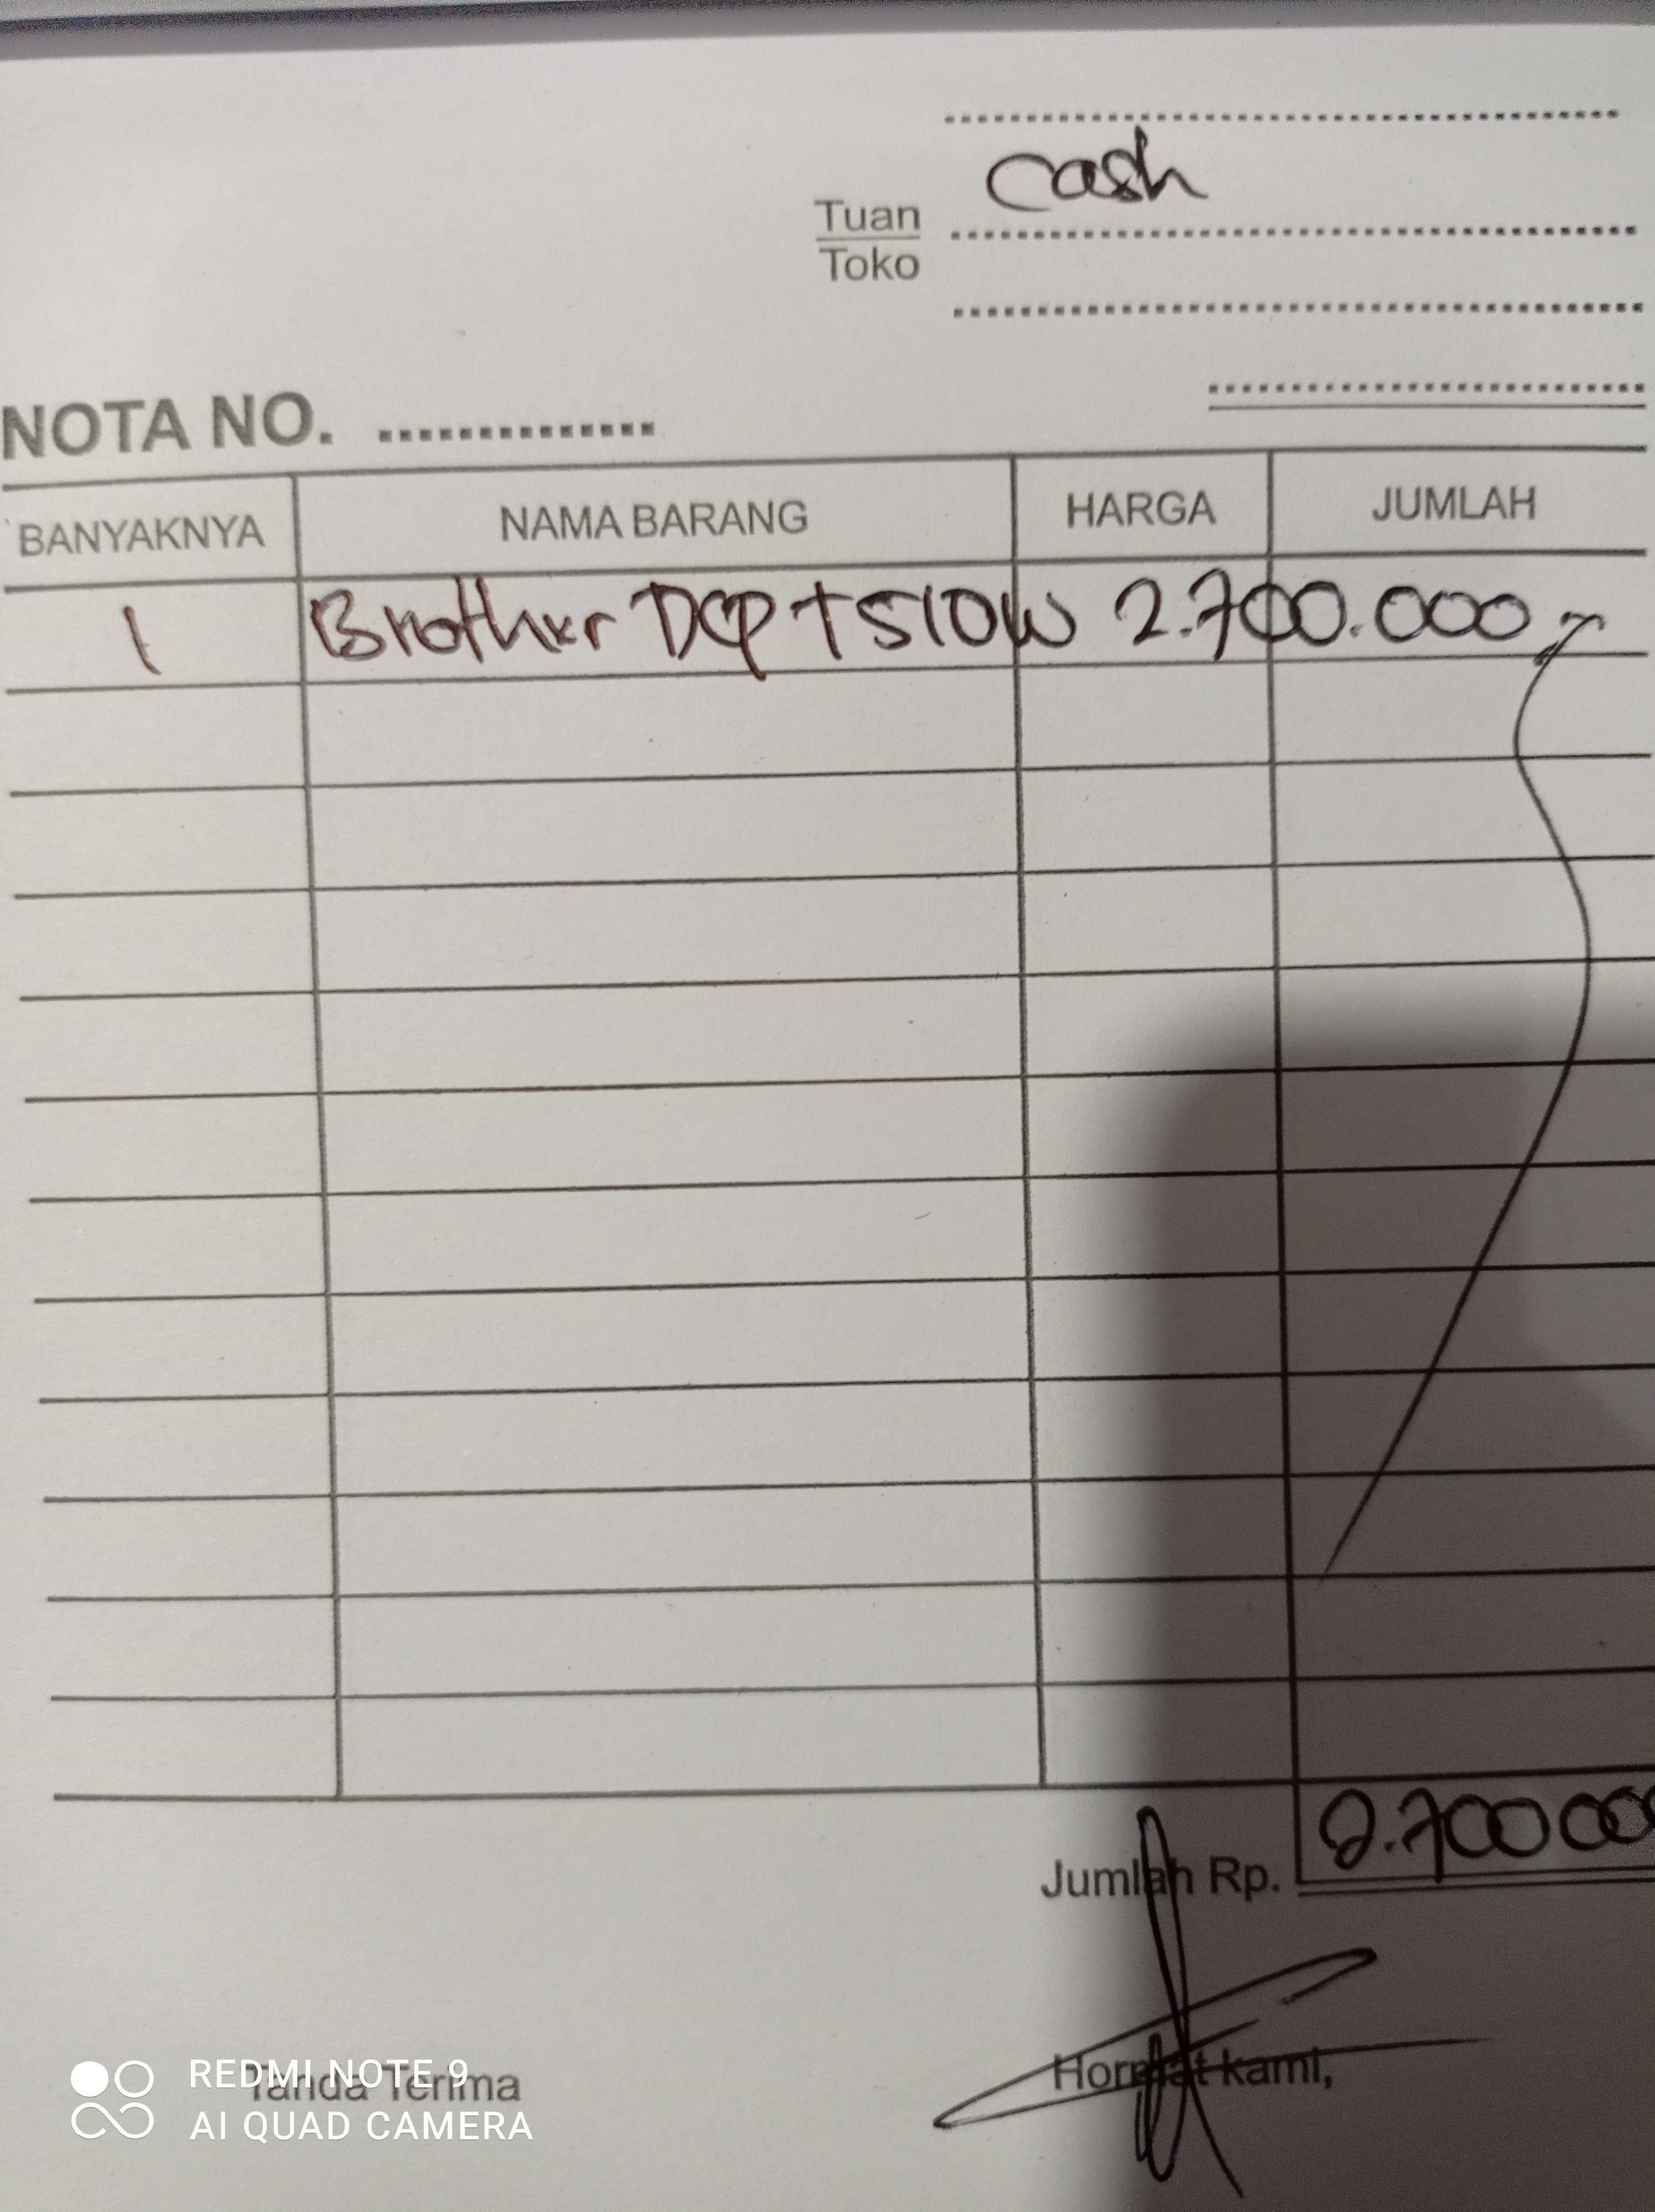 Cash
Tuan
Toko
NOTA NO.
BANYAKNYA NAMA BARANG HARGA JUMLAH
1 Brother DCP T510W 2.700.000,-
Jumlah Rp. 2.700 000
Tanda Terima Hormat kami,
REDMI NOTE 9
AI QUAD CAMERA